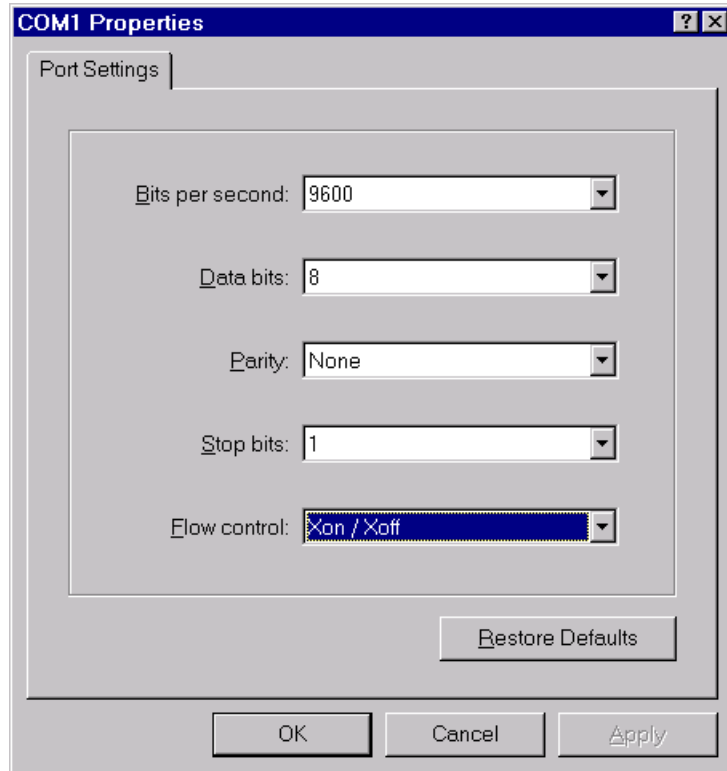 COM1 Properties
Port Settings
Bits per second: 9600
Data bits: 8
Parity: None
Stop bits: 1
Flow control: Xon / Xoff
Restore Defaults
OK Cancel Apply